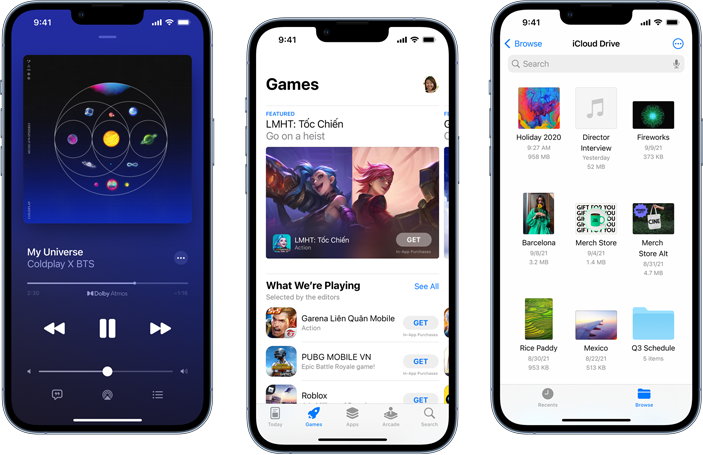 9:41
My Universe
Coldplay X BTS
Dolby Atmos
9:41
Games
FEATURED
LMHT: Tốc Chiến
Go on a heist
LMHT: Tốc Chiến
Action
GET
In-App Purchases
What We're Playing
See All
Selected by the editors
Garena Liên Quân Mobile
Action
GET
In-App Purchases
PUBG MOBILE VN
Epic Battle Royale game!
GET
In-App Purchases
Roblox
GET
Today
Games
Apps
Arcade
Search
9:41
Browse
iCloud Drive
Search
Holiday 2020
9:27 AM
958 MB
Director
Interview
Yesterday
52 MB
Fireworks
9/8/21
373 KB
GIFT FOR YOU
Barcelona
9/8/21
3.2 MB
Merch Store
9/4/21
1.4 MB
CINÉ
Merch
Store Alt
8/31/21
4.7 MB
Rice Paddy
8/30/21
953 KB
Mexico
8/22/21
513 KB
Q3 Schedule
5 items
Recents
Browse